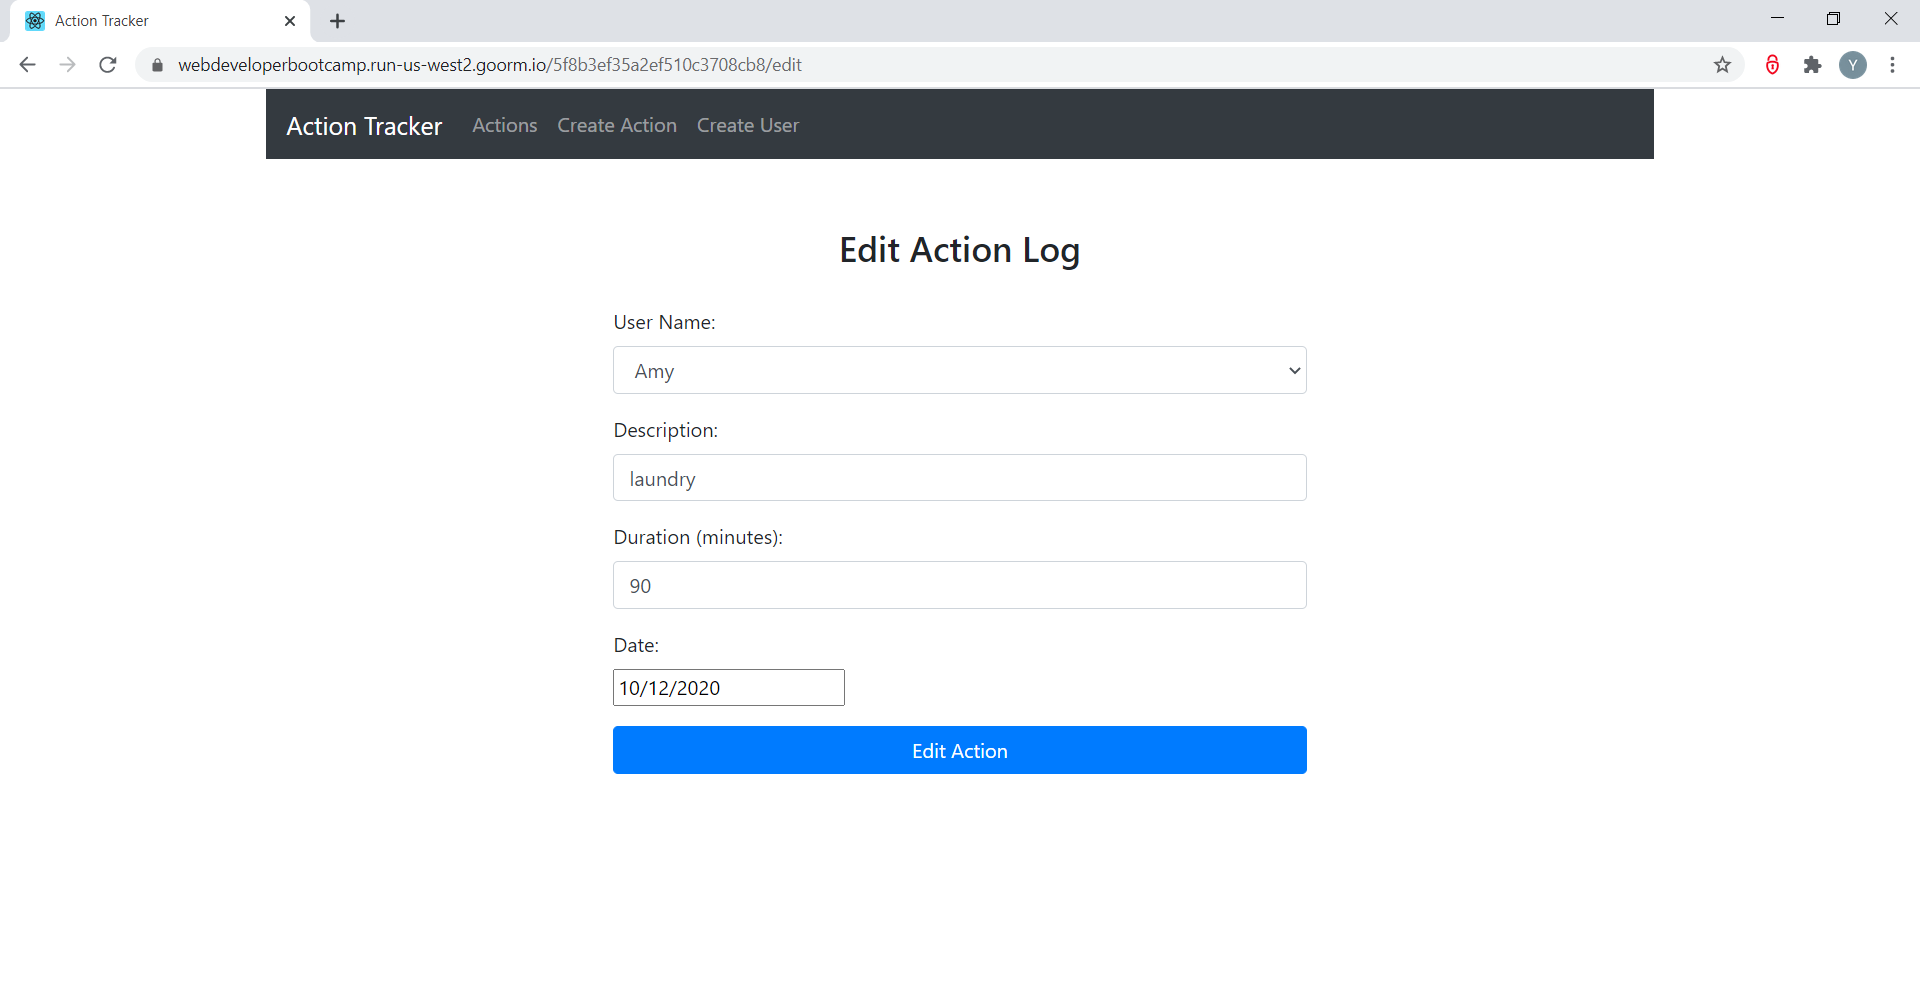 Action Tracker
webdeveloperbootcamp.run-us-west2.goorm.io/5f8b3ef35a2ef510c3708cb8/edit
Y
Action Tracker Actions Create Action Create User
Edit Action Log
User Name:
Amy
Description:
laundry
Duration (minutes):
90
Date:
10/12/2020
Edit Action